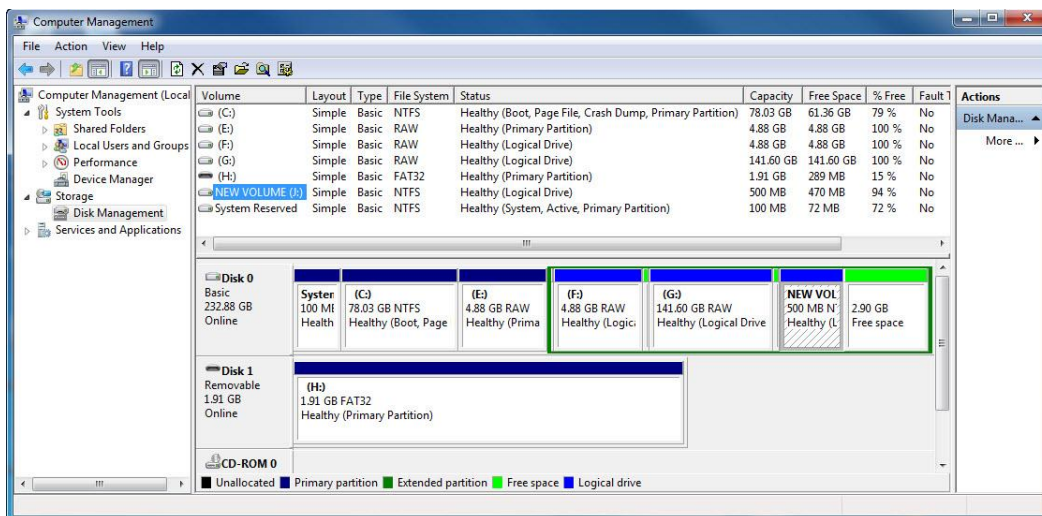 Computer Management
File Action View Help
Computer Management (Local
System Tools
Shared Folders
Local Users and Groups
Performance
Device Manager
Storage
Disk Management
Services and Applications
Volume Layout Type File System Status Capacity Free Space % Free Fault T
(C:) Simple Basic NTFS Healthy (Boot, Page File, Crash Dump, Primary Partition) 78.03 GB 61.36 GB 79 % No
(E:) Simple Basic RAW Healthy (Primary Partition) 4.88 GB 4.88 GB 100 % No
(F:) Simple Basic RAW Healthy (Logical Drive) 4.88 GB 4.88 GB 100 % No
(G:) Simple Basic RAW Healthy (Logical Drive) 141.60 GB 141.60 GB 100 % No
(H:) Simple Basic FAT32 Healthy (Primary Partition) 1.91 GB 289 MB 15 % No
NEW VOLUME (J:) Simple Basic NTFS Healthy (Logical Drive) 500 MB 470 MB 94 % No
System Reserved Simple Basic NTFS Healthy (System, Active, Primary Partition) 100 MB 72 MB 72 % No
Actions
Disk Mana...
More ...
Disk 0
Basic
232.88 GB
Online
System
100 MB
Health
(C:)
78.03 GB NTFS
Healthy (Boot, Page
(E:)
4.88 GB RAW
Healthy (Prima
(F:)
4.88 GB RAW
Healthy (Logic
(G:)
141.60 GB RAW
Healthy (Logical Drive
NEW VOL
500 MB N
Healthy (L
2.90 GB
Free space
Disk 1
Removable
1.91 GB
Online
(H:)
1.91 GB FAT32
Healthy (Primary Partition)
CD-ROM 0
Unallocated Primary partition Extended partition Free space Logical drive